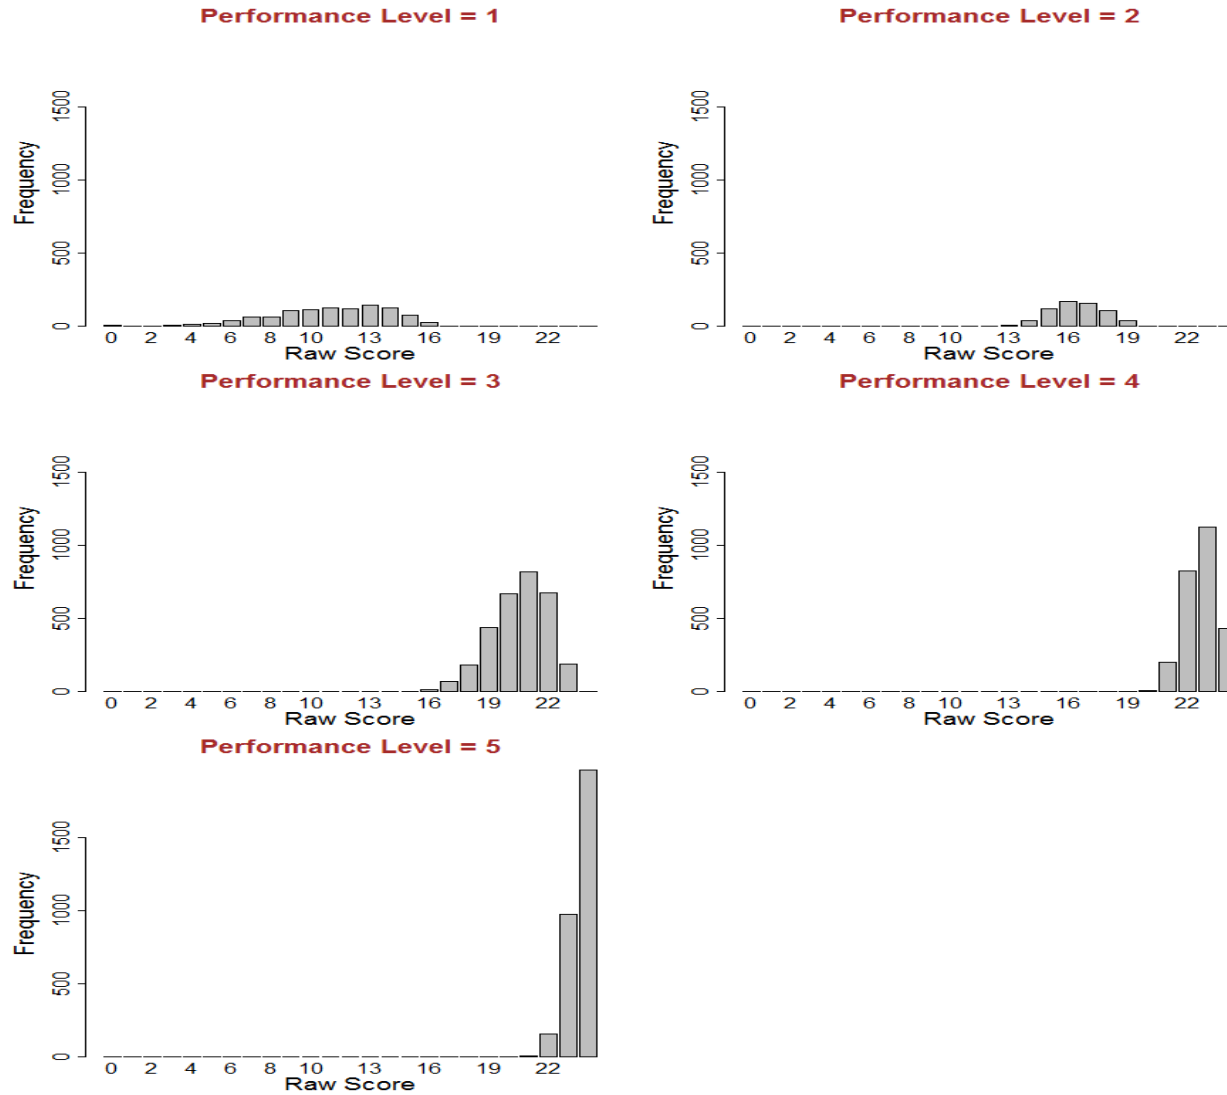 Performance Level = 1
Performance Level = 2
1500
1000
500
0
Frequency
0 2 4 6 8 10 13 16 19 22
Raw Score
1500
1000
500
0
Frequency
0 2 4 6 8 10 13 16 19 22
Raw Score
Performance Level = 3
Performance Level = 4
1500
1000
500
0
Frequency
0 2 4 6 8 10 13 16 19 22
Raw Score
1500
1000
500
0
Frequency
0 2 4 6 8 10 13 16 19 22
Raw Score
Performance Level = 5
1500
1000
500
0
Frequency
0 2 4 6 8 10 13 16 19 22
Raw Score